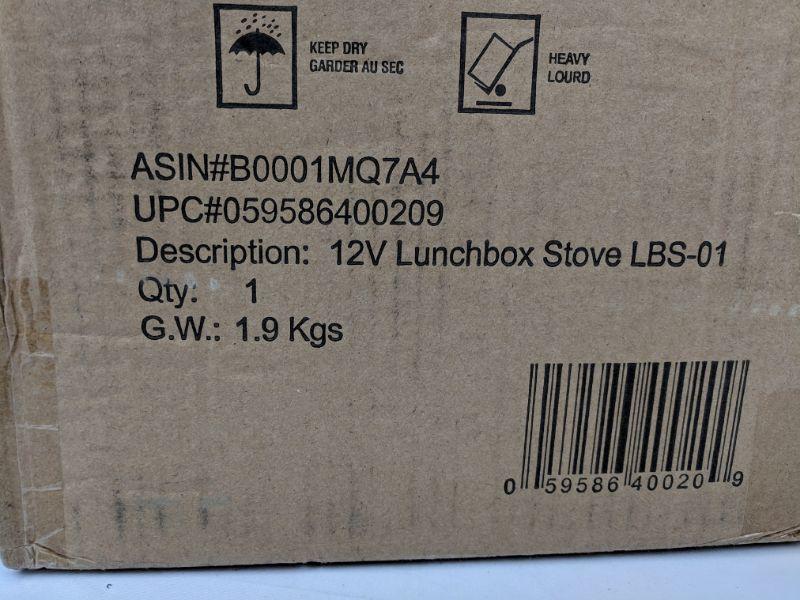 KEEP DRY
GARDER AU SEC
HEAVY
LOURD
ASIN#B0001MQ7A4
UPC#059586400209
Description: 12V Lunchbox Stove LBS-01
Qty: 1
G.W.: 1.9 Kgs
0 59586 40020 9